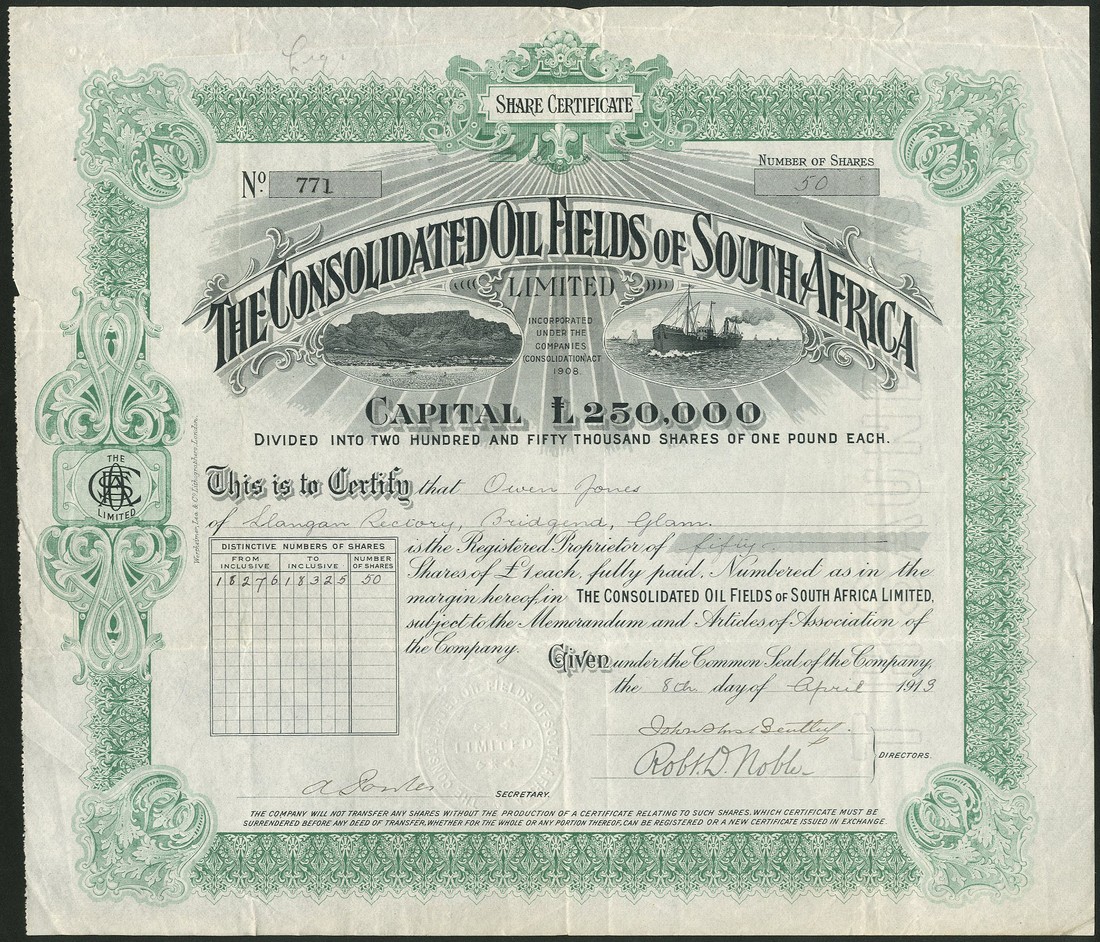 SHARE CERTIFICATE
No. 771
NUMBER OF SHARES
50
THE CONSOLIDATED OIL FIELDS OF SOUTH AFRICA
LIMITED
INCORPORATED
UNDER THE
COMPANIES
(CONSOLIDATION) ACT
1908.
CAPITAL £250,000
DIVIDED INTO TWO HUNDRED AND FIFTY THOUSAND SHARES OF ONE POUND EACH.
This is to Certify that Owen Jones
of Llangan Rectory, Bridgend, Glam.
is the Registered Proprietor of fifty
Shares of £1 each, fully paid, Numbered as in the
margin hereof, in THE CONSOLIDATED OIL FIELDS OF SOUTH AFRICA LIMITED,
subject to the Memorandum and Articles of Association of
the Company.
DISTINCTIVE NUMBERS OF SHARES
FROM INCLUSIVE TO INCLUSIVE NUMBER OF SHARES
18276 18325 50
THE
LIMITED
Waterlow
Given under the Common Seal of the Company,
the 8th day of April 1913
John Bentley
Robt. D. Noble
DIRECTORS.
SECRETARY.
LIMITED
THE COMPANY WILL NOT TRANSFER ANY SHARES WITHOUT THE PRODUCTION OF A CERTIFICATE RELATING TO SUCH SHARES, WHICH CERTIFICATE MUST BE
SURRENDERED BEFORE ANY DEED OF TRANSFER, WHETHER FOR THE WHOLE OR ANY PORTION THEREOF, CAN BE REGISTERED OR A NEW CERTIFICATE ISSUED IN EXCHANGE.